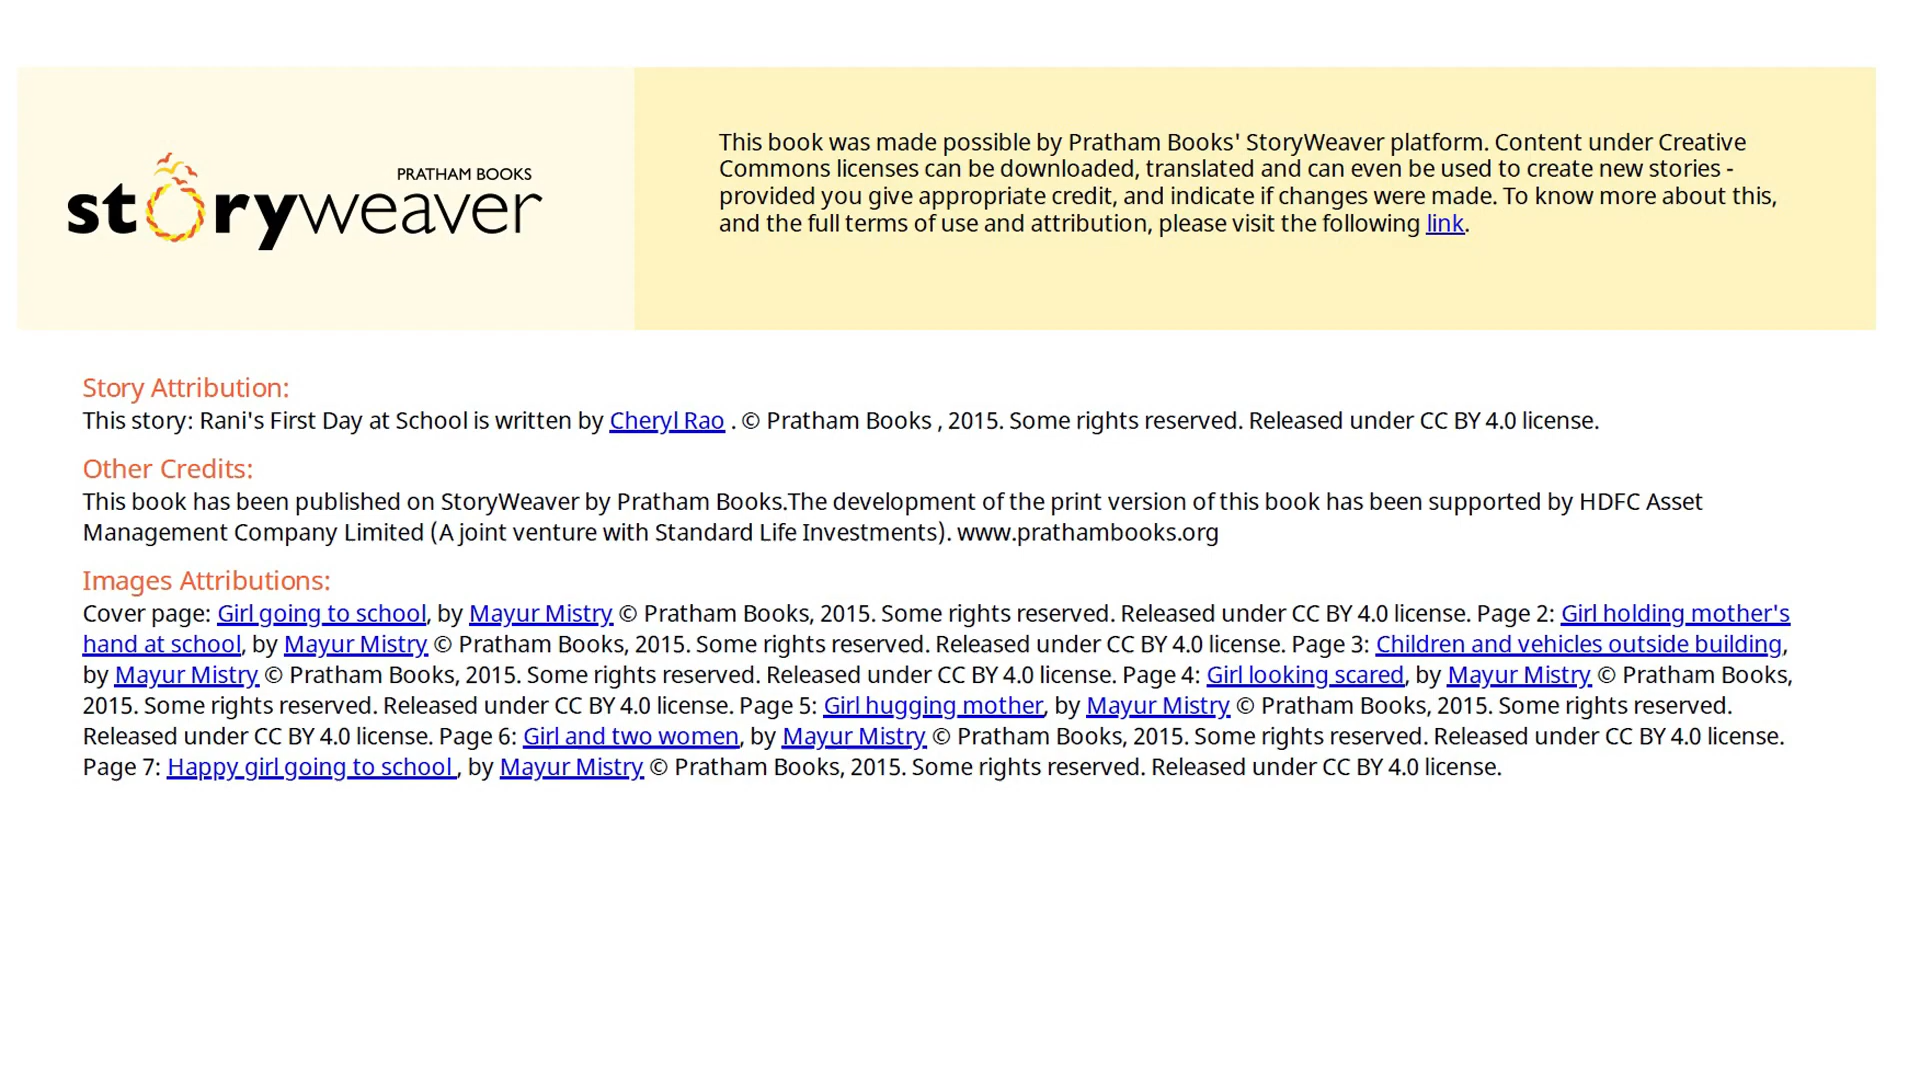 PRATHAM BOOKS
storyweaver
This book was made possible by Pratham Books' StoryWeaver platform. Content under Creative
Commons licenses can be downloaded, translated and can even be used to create new stories -
provided you give appropriate credit, and indicate if changes were made. To know more about this,
and the full terms of use and attribution, please visit the following link.
Story Attribution:
This story: Rani's First Day at School is written by Cheryl Rao . © Pratham Books , 2015. Some rights reserved. Released under CC BY 4.0 license.
Other Credits:
This book has been published on StoryWeaver by Pratham Books.The development of the print version of this book has been supported by HDFC Asset
Management Company Limited (A joint venture with Standard Life Investments). www.prathambooks.org
Images Attributions:
Cover page: Girl going to school, by Mayur Mistry © Pratham Books, 2015. Some rights reserved. Released under CC BY 4.0 license. Page 2: Girl holding mother's
hand at school, by Mayur Mistry © Pratham Books, 2015. Some rights reserved. Released under CC BY 4.0 license. Page 3: Children and vehicles outside building,
by Mayur Mistry © Pratham Books, 2015. Some rights reserved. Released under CC BY 4.0 license. Page 4: Girl looking scared, by Mayur Mistry © Pratham Books,
2015. Some rights reserved. Released under CC BY 4.0 license. Page 5: Girl hugging mother, by Mayur Mistry © Pratham Books, 2015. Some rights reserved.
Released under CC BY 4.0 license. Page 6: Girl and two women, by Mayur Mistry © Pratham Books, 2015. Some rights reserved. Released under CC BY 4.0 license.
Page 7: Happy girl going to school , by Mayur Mistry © Pratham Books, 2015. Some rights reserved. Released under CC BY 4.0 license.